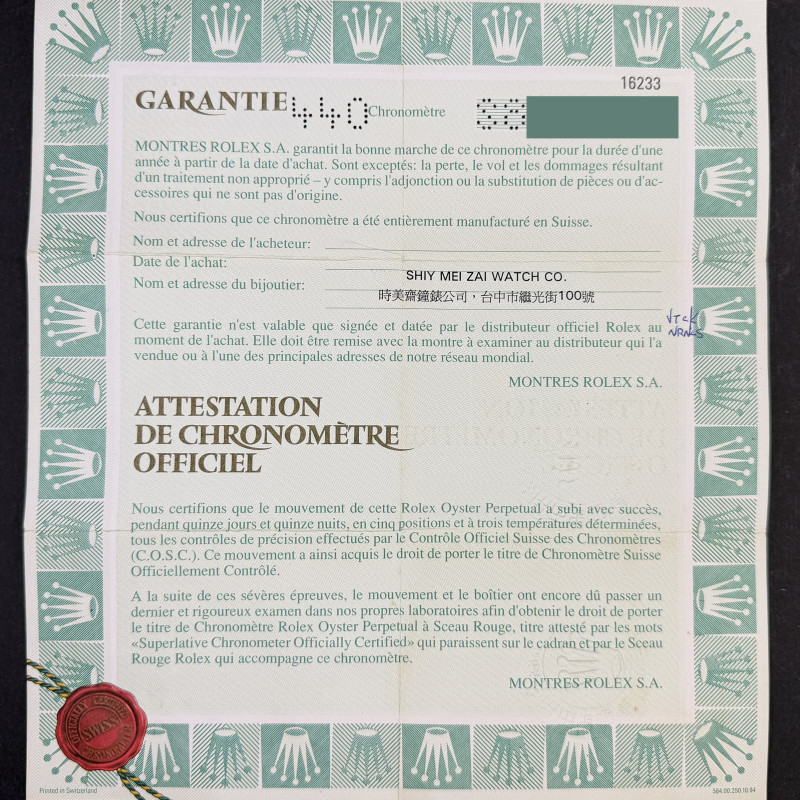 16233
GARANTIE 440 Chronomètre
MONTRES ROLEX S.A. garantit la bonne marche de ce chronomètre pour la durée d'une
année à partir de la date d'achat. Sont exceptés: la perte, le vol et les dommages résultant
d'un traitement non approprié – y compris l'adjonction ou la substitution de pièces ou d'ac-
cessoires qui ne sont pas d'origine.
Nous certifions que ce chronomètre a été entièrement manufacturé en Suisse.
Nom et adresse de l'acheteur:
Date de l'achat:
SHIY MEI ZAI WATCH CO.
Nom et adresse du bijoutier:
時美齋鐘錶公司，台中市繼光街100號
Cette garantie n'est valable que signée et datée par le distributeur officiel Rolex au
moment de l'achat. Elle doit être remise avec la montre à examiner au distributeur qui l'a
vendue ou à l'une des principales adresses de notre réseau mondial.
MONTRES ROLEX S.A.
ATTESTATION
DE CHRONOMÈTRE
OFFICIEL
Nous certifions que le mouvement de cette Rolex Oyster Perpetual a subi avec succès,
pendant quinze jours et quinze nuits, en cinq positions et à trois températures déterminées,
tous les contrôles de précision effectués par le Contrôle Officiel Suisse des Chronomètres
(C.O.S.C.). Ce mouvement a ainsi acquis le droit de porter le titre de Chronomètre Suisse
Officiellement Contrôlé.
A la suite de ces sévères épreuves, le mouvement et le boîtier ont encore dû passer un
dernier et rigoureux examen dans nos propres laboratoires afin d'obtenir le droit de porter
le titre de Chronomètre Rolex Oyster Perpetual à Sceau Rouge, titre attesté par les mots
«Superlative Chronometer Officially Certified» qui paraissent sur le cadran et par le Sceau
Rouge Rolex qui accompagne ce chronomètre.
MONTRES ROLEX S.A.
SWISS
Printed in Switzerland
564.00.250.10.94